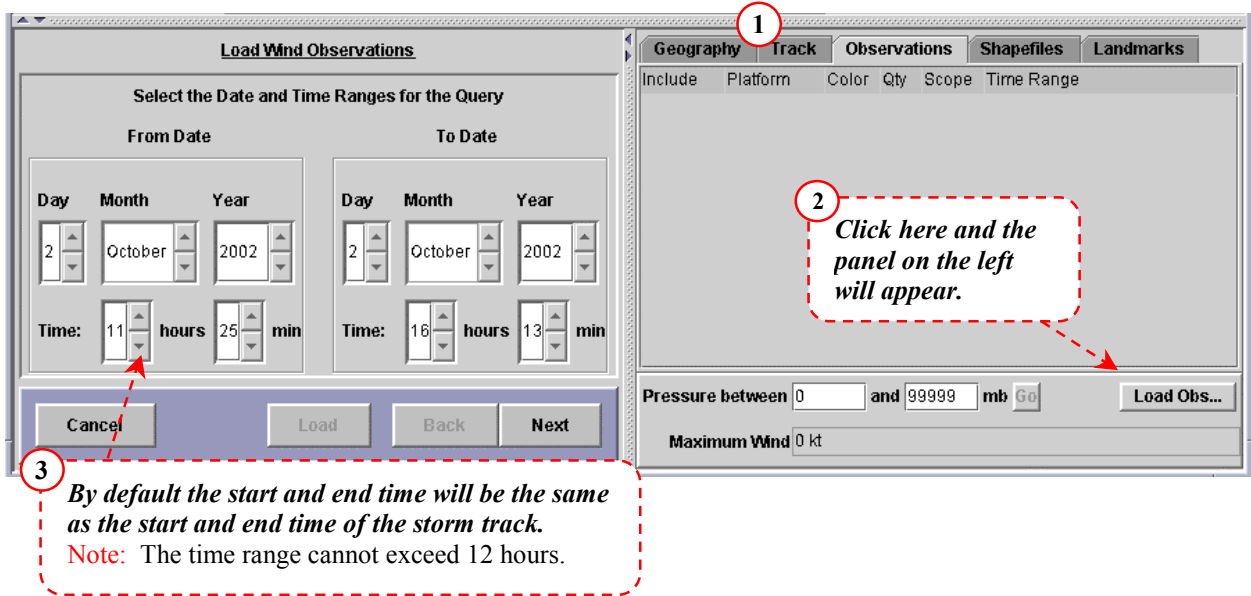 1
Load Wind Observations
Select the Date and Time Ranges for the Query
From Date To Date
Day Month Year Day Month Year
2 October 2002 2 October 2002
Time: 11 hours 25 min Time: 16 hours 13 min
Cancel Load Back Next
Geography Track Observations Shapefiles Landmarks
Include Platform Color Qty Scope Time Range
2
Click here and the
panel on the left
will appear.
Pressure between 0 and 99999 mb Go Load Obs...
Maximum Wind 0 kt
3
By default the start and end time will be the same
as the start and end time of the storm track.
Note: The time range cannot exceed 12 hours.